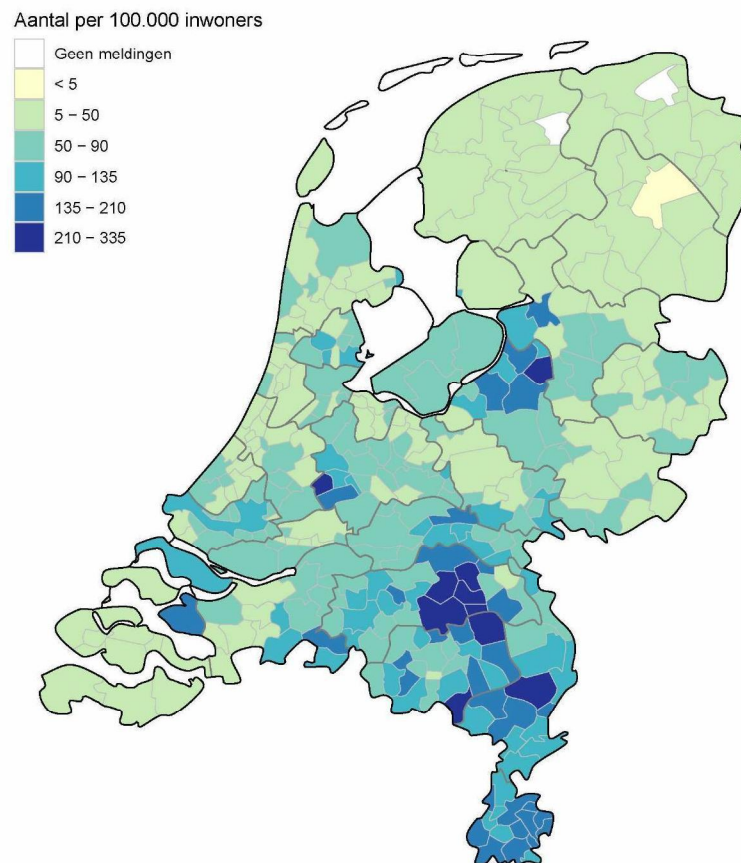 Aantal per 100.000 inwoners
Geen meldingen
< 5
5 − 50
50 − 90
90 − 135
135 − 210
210 − 335